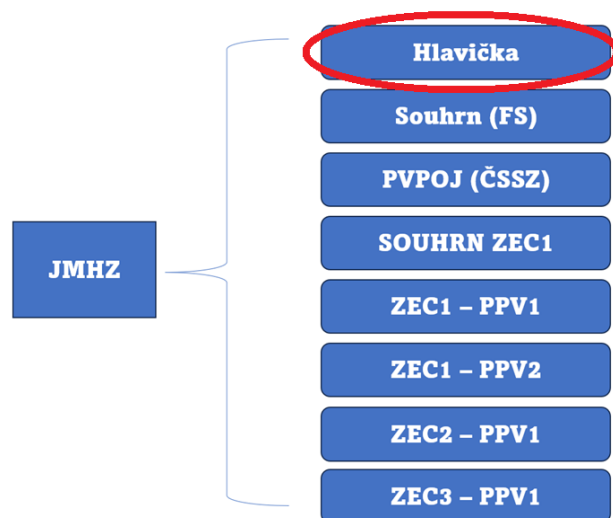 Hlavička
Souhrn (FS)
PVPOJ (ČSSZ)
SOUHRN ZEC1
JMHZ
ZEC1 – PPV1
ZEC1 – PPV2
ZEC2 – PPV1
ZEC3 – PPV1